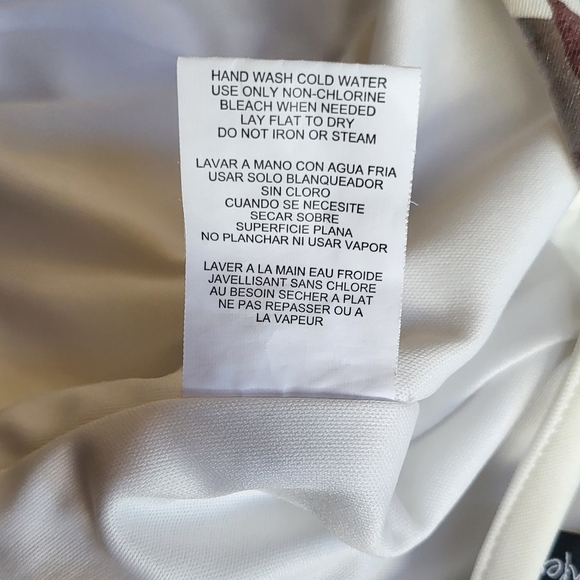 HAND WASH COLD WATER
USE ONLY NON-CHLORINE
BLEACH WHEN NEEDED
LAY FLAT TO DRY
DO NOT IRON OR STEAM
LAVAR A MANO CON AGUA FRIA
USAR SOLO BLANQUEADOR
SIN CLORO
CUANDO SE NECESITE
SECAR SOBRE
SUPERFICIE PLANA
NO PLANCHAR NI USAR VAPOR
LAVER A LA MAIN EAU FROIDE
JAVELLISANT SANS CHLORE
AU BESOIN SECHER A PLAT
NE PAS REPASSER OU A
LA VAPEUR